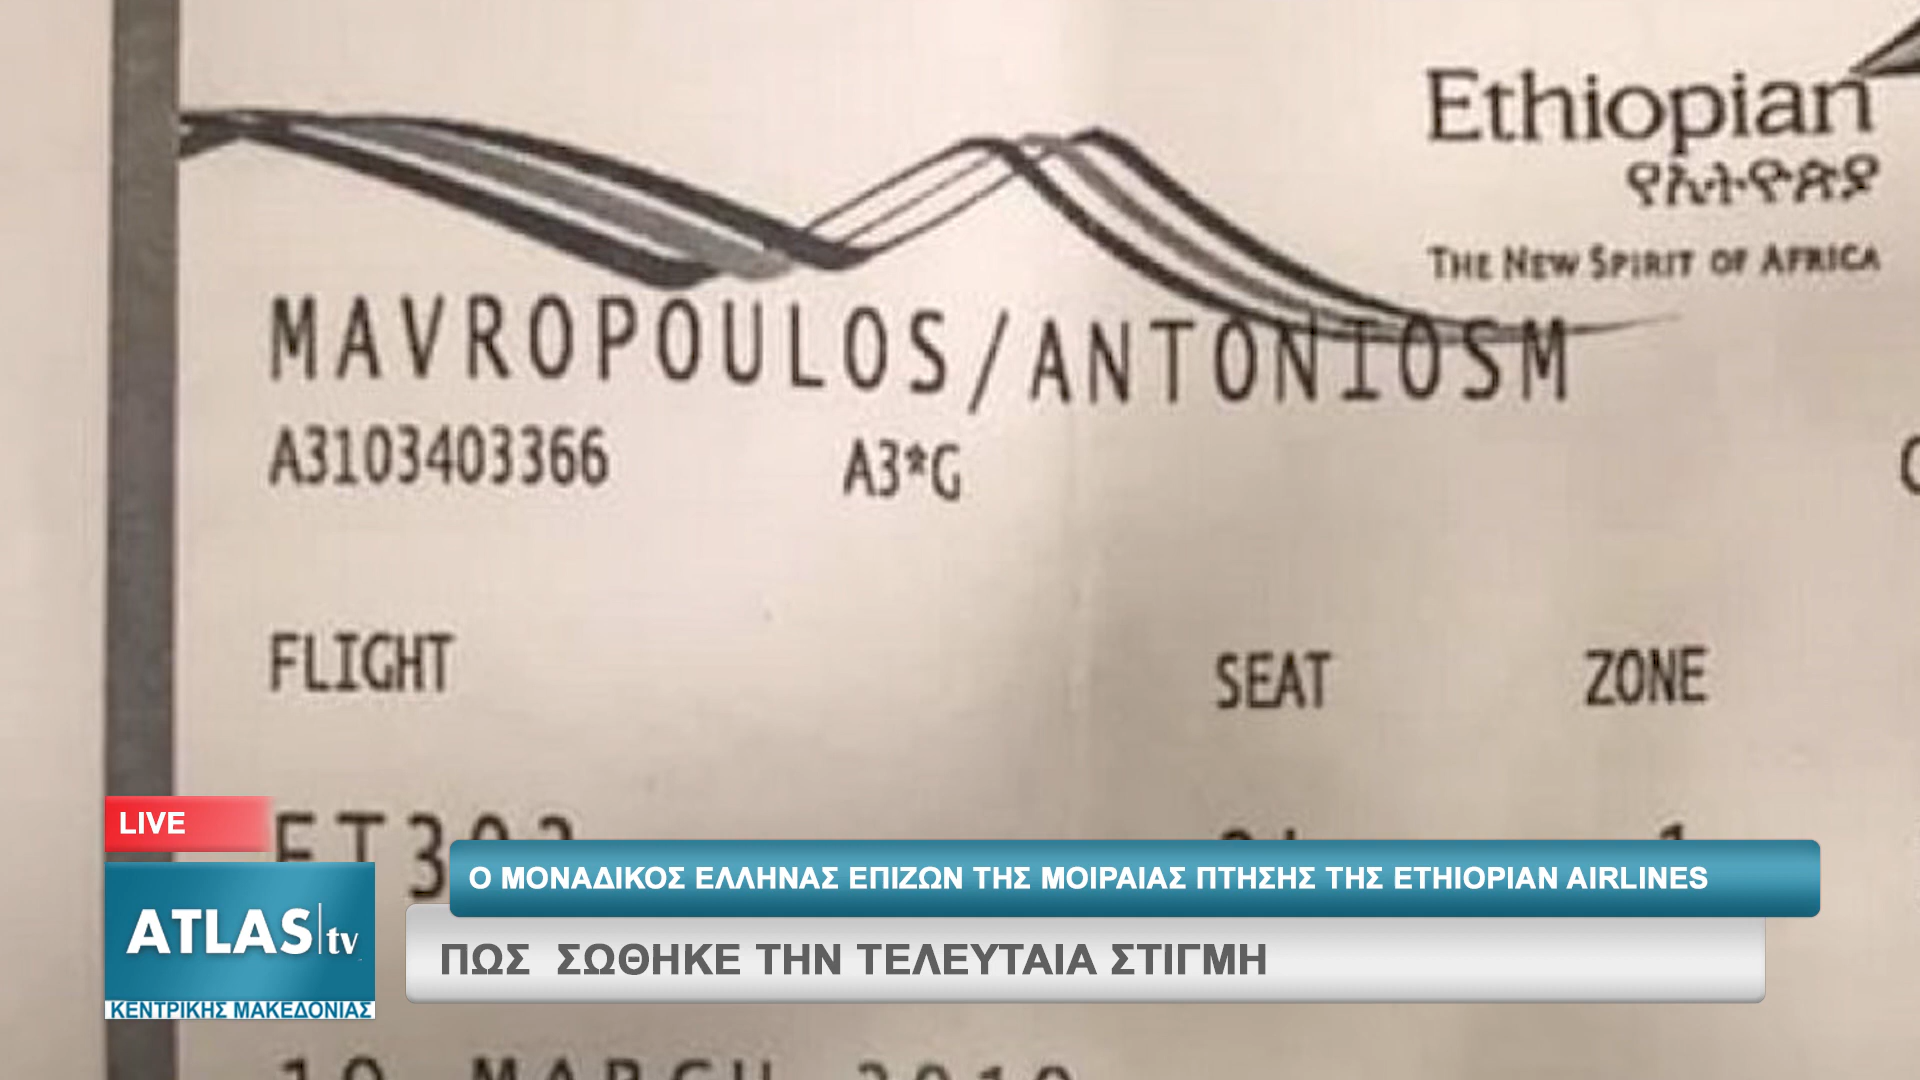 Ethiopian
የኢትዮጵያ
THE NEW SPIRIT OF AFRICA
MAVROPOULOS/ANTONIOSM
A3103403366 A3*G
FLIGHT SEAT ZONE
LIVE
Ο ΜΟΝΑΔΙΚΟΣ ΕΛΛΗΝΑΣ ΕΠΙΖΩΝ ΤΗΣ ΜΟΙΡΑΙΑΣ ΠΤΗΣΗΣ ΤΗΣ ETHIOPIAN AIRLINES
ATLAS tv
ΠΩΣ ΣΩΘΗΚΕ ΤΗΝ ΤΕΛΕΥΤΑΙΑ ΣΤΙΓΜΗ
ΚΕΝΤΡΙΚΗΣ ΜΑΚΕΔΟΝΙΑΣ